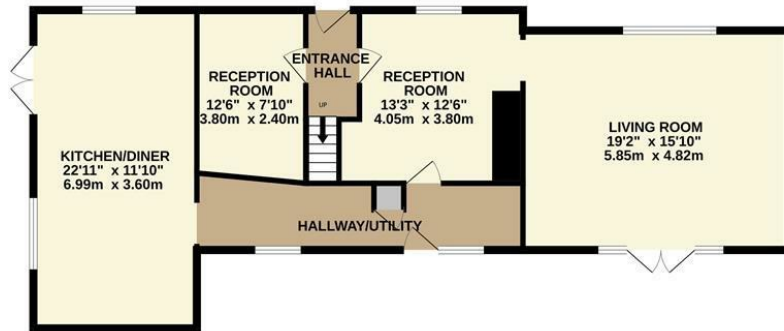 ENTRANCE
HALL
UP
RECEPTION
ROOM
12'6" x 7'10"
3.80m x 2.40m
RECEPTION
ROOM
13'3" x 12'6"
4.05m x 3.80m
KITCHEN/DINER
22'11" x 11'10"
6.99m x 3.60m
LIVING ROOM
19'2" x 15'10"
5.85m x 4.82m
HALLWAY/UTILITY